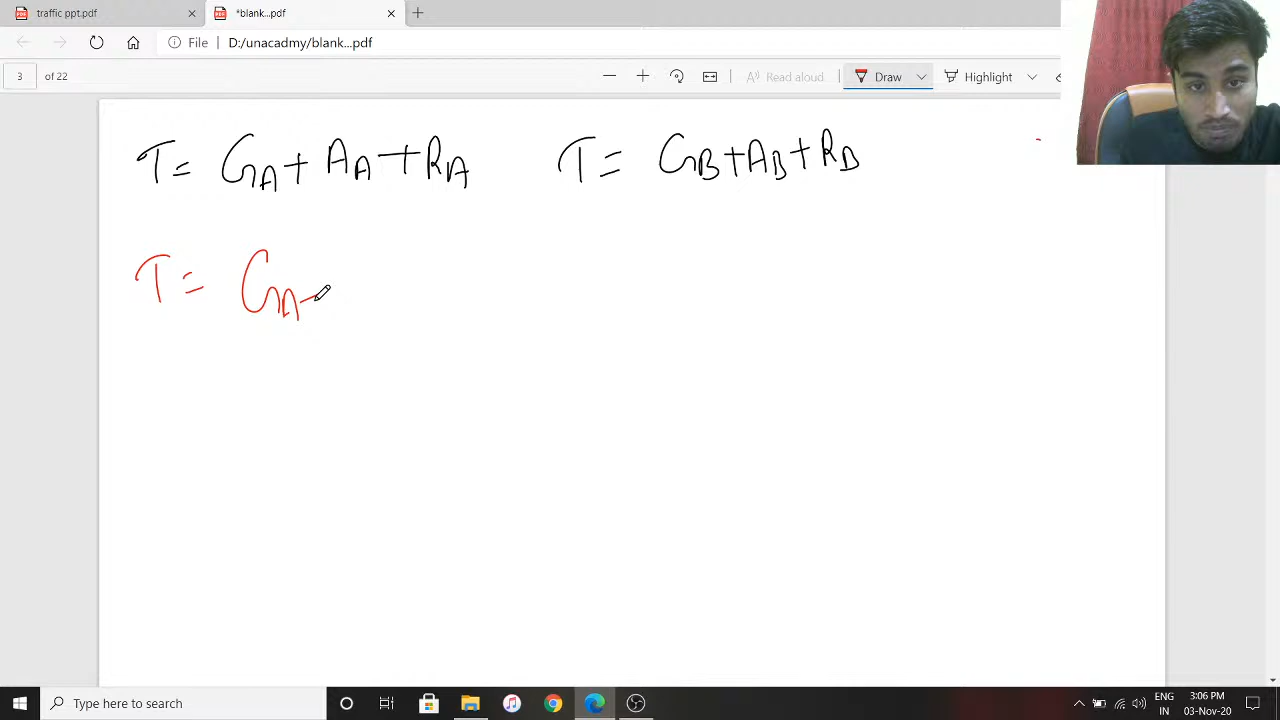 traffic ppt.pdf
*blank...pdf
File D:/unacadmy/blank...pdf
3 of 22
Read aloud Draw Highlight
T = GA + AA + RA T = GB + AB + RB
T = GA -
Type here to search
ENG
IN
3:06 PM
03-Nov-20